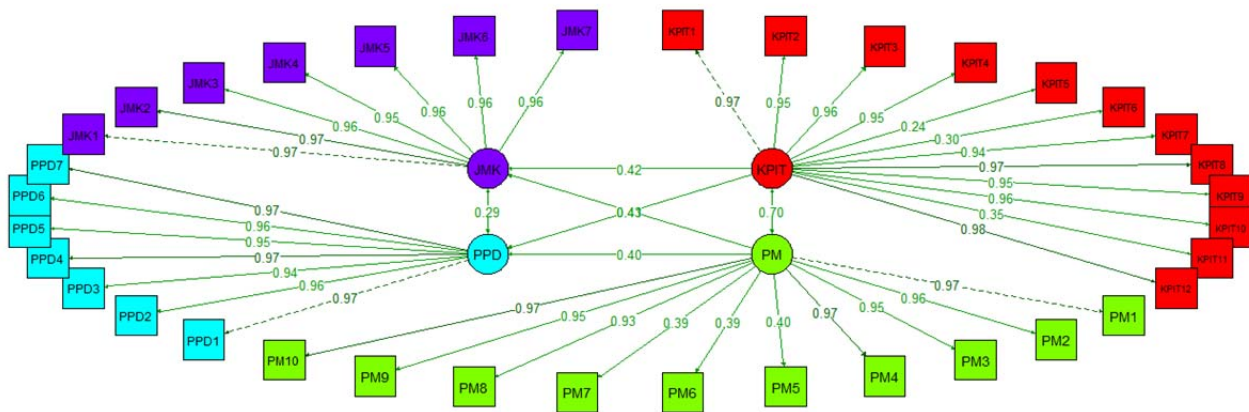 JMK7
KPIT1
JMK6
KPIT2
JMK5
KPIT3
JMK4
KPIT4
JMK3
KPIT5
JMK2
KPIT6
JMK1
KPIT7
PPD7
KPIT8
PPD6
KPIT9
PPD5
KPIT10
PPD4
KPIT11
PPD3
KPIT12
PPD2
PM1
PPD1
PM2
PM10
PM3
PM9
PM4
PM8
PM5
PM7
PM6
JMK
KPIT
PPD
PM
0.97
0.97
0.96
0.95
0.96
0.96
0.96
0.97
0.95
0.96
0.95
0.24
0.30
0.94
0.97
0.95
0.96
0.35
0.98
0.42
0.29
0.43
0.70
0.40
0.97
0.96
0.95
0.97
0.94
0.96
0.97
0.97
0.95
0.93
0.39
0.39
0.40
0.97
0.95
0.96
0.97